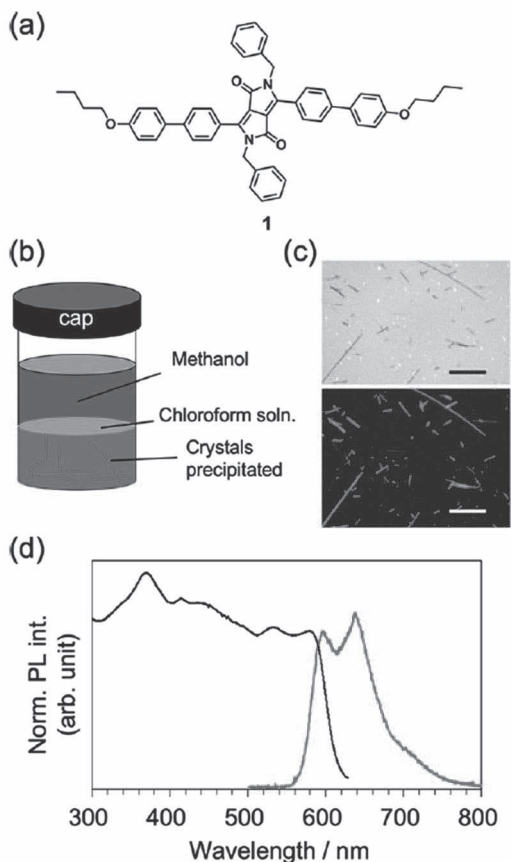 (a)
N
O
O
O
O
N
1
(b)
(c)
cap
Methanol
Chloroform soln.
Crystals
precipitated
(d)
Norm. PL int.
(arb. unit)
300 400 500 600 700 800
Wavelength / nm